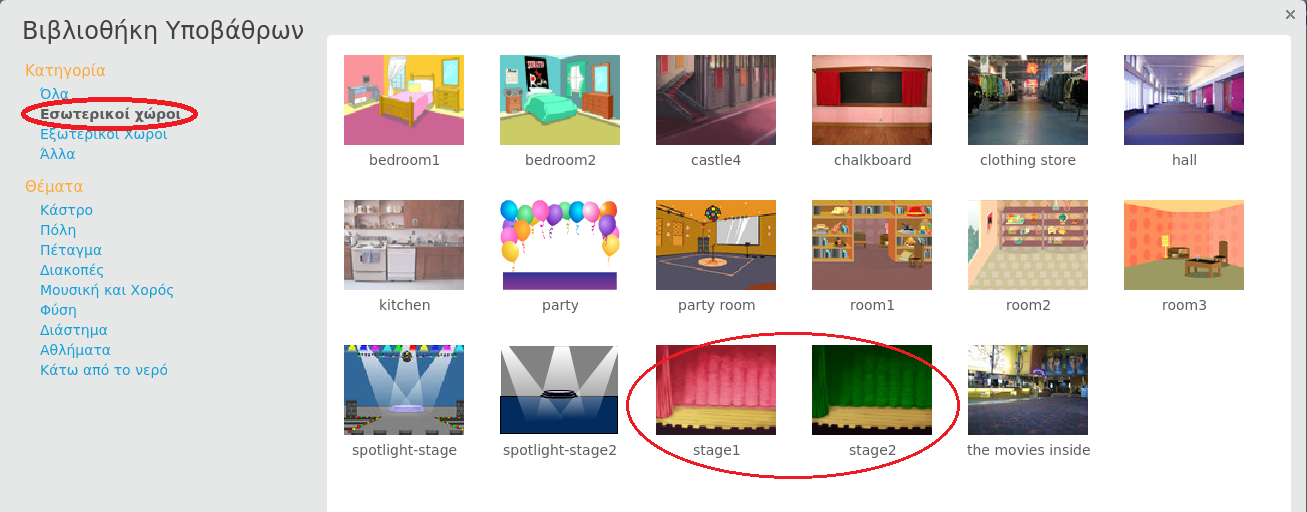 Βιβλιοθήκη Υποβάθρων
×
Κατηγορία
Όλα
Εσωτερικοί χώροι
Εξωτερικοί Χώροι
Άλλα
Θέματα
Κάστρο
Πόλη
Πέταγμα
Διακοπές
Μουσική και Χορός
Φύση
Διάστημα
Αθλήματα
Κάτω από το νερό
bedroom1 bedroom2 castle4 chalkboard clothing store hall
kitchen party party room room1 room2 room3
spotlight-stage spotlight-stage2 stage1 stage2 the movies inside